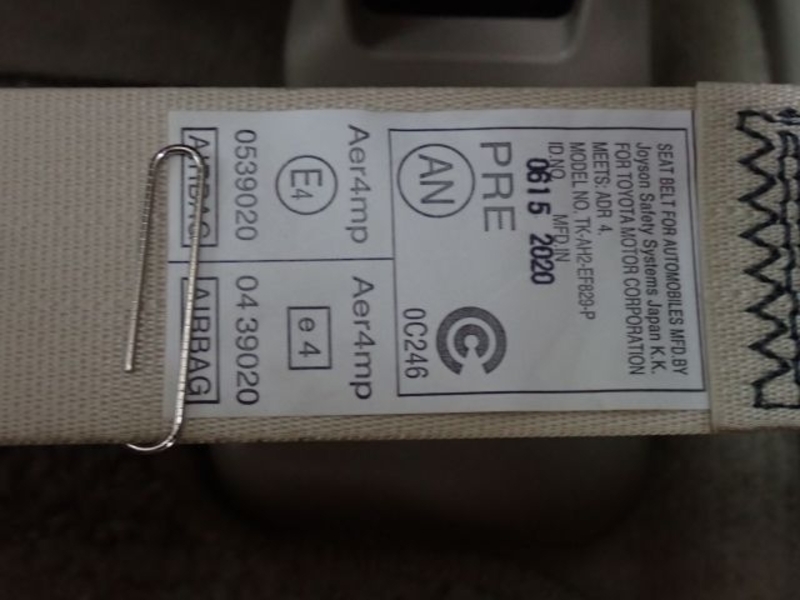 SEAT BELT FOR AUTOMOBILES MFD.BY
Joyson Safety Systems Japan K.K.
FOR TOYOTA MOTOR CORPORATION
MEETS: ADR 4.
MODEL NO. TK-AH2-EF829-P
ID.NO. MFD.IN
0615 2020
PRE
AN
C
0C246
Aer4mp
E4
0539020
AIRBAG
Aer4mp
e 4
04 39020
AIRBAG